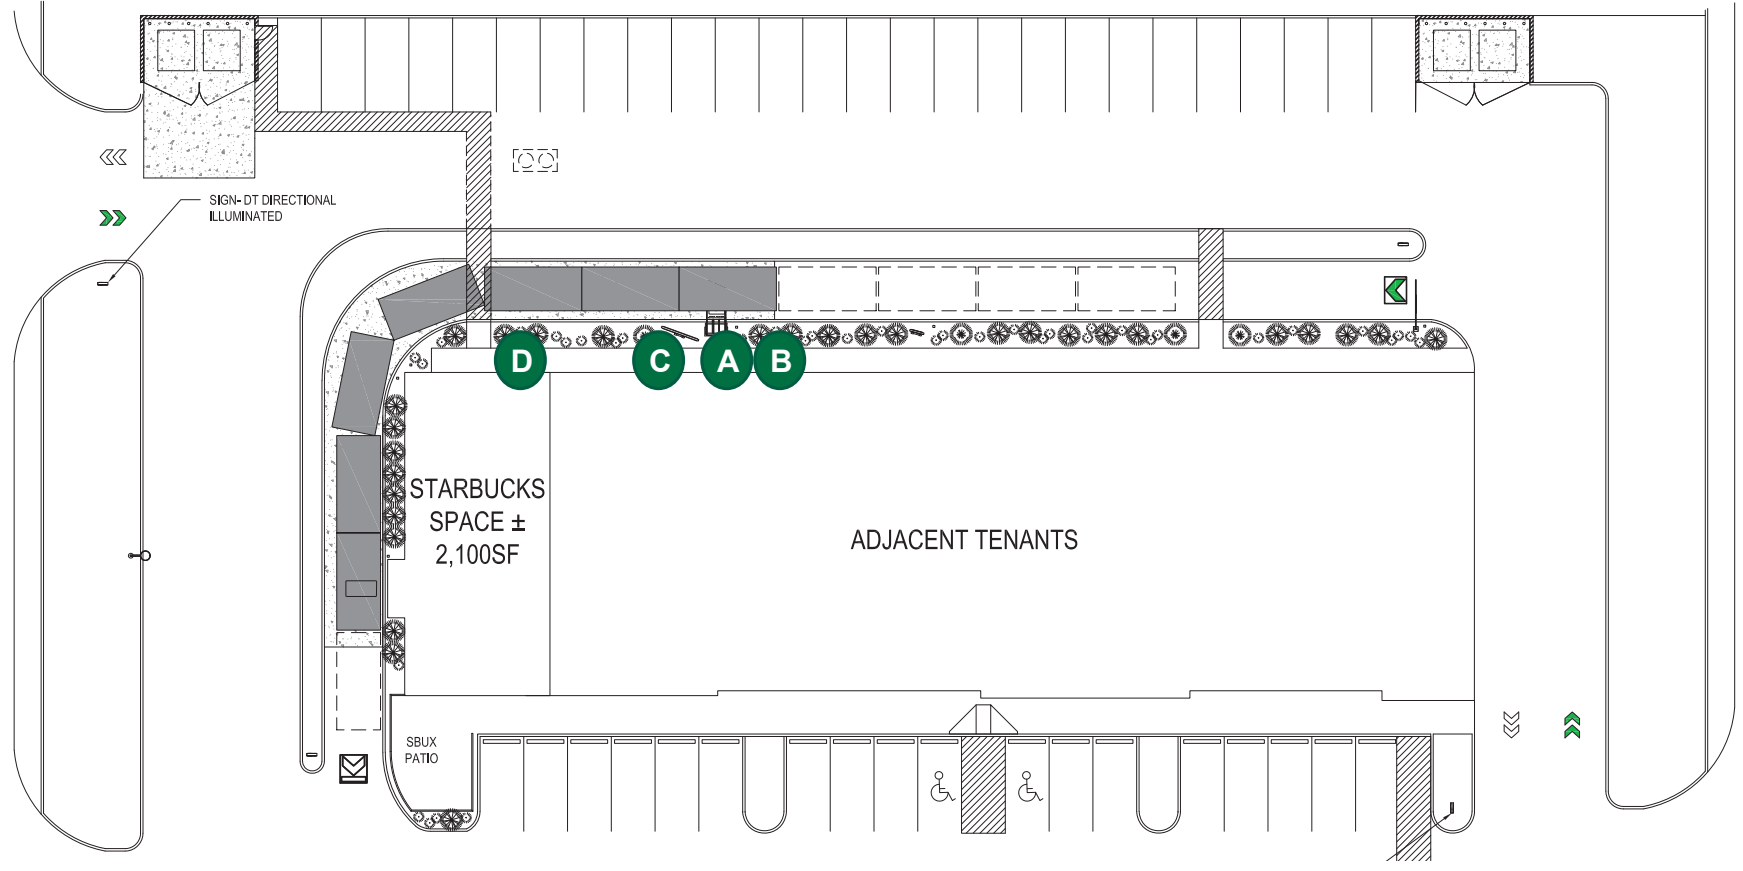 SIGN- DT DIRECTIONAL
ILLUMINATED
D
C
A
B
STARBUCKS
SPACE ±
2,100SF
ADJACENT TENANTS
SBUX
PATIO